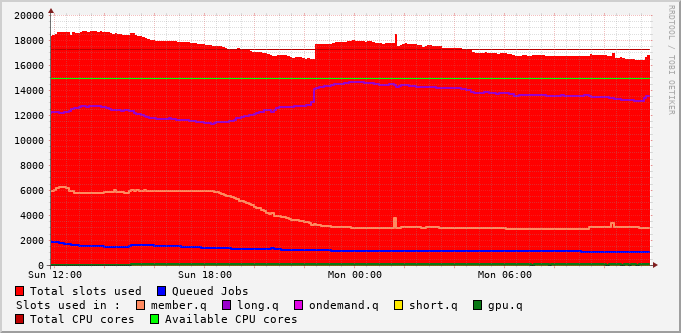 20000
18000
16000
14000
12000
10000
8000
6000
4000
2000
0
Sun 12:00 Sun 18:00 Mon 00:00 Mon 06:00
RRDTOOL / TOBI OETIKER
Total slots used Queued Jobs
Slots used in : member.q long.q ondemand.q short.q gpu.q
Total CPU cores Available CPU cores